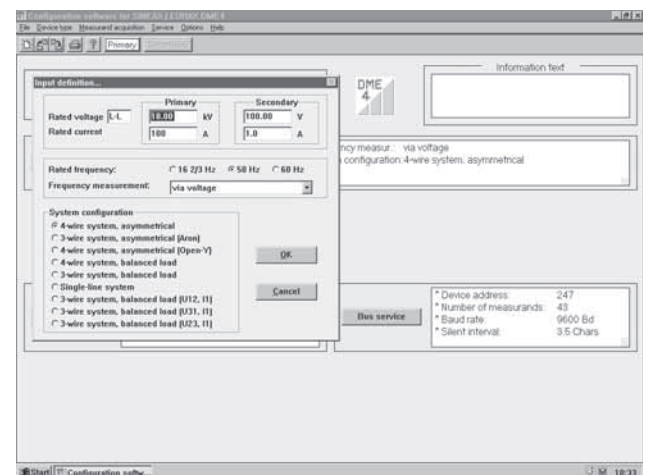 Configuration software for SINEAX / EURAX DME 4
File Device type Measurand acquisition Service Options Help
Primary
Information text
DME
4
Input definition...
Primary Secondary
Rated voltage L-L 10.00 kV 100.00 V
Rated current 100 A 1.0 A
Rated frequency: 16 2/3 Hz 50 Hz 60 Hz
Frequency measurement: via voltage
System configuration
4-wire system, asymmetrical
3-wire system, asymmetrical (Aron)
4-wire system, asymmetrical (Open-Y)
4-wire system, balanced load
3-wire system, balanced load
Single-line system
3-wire system, balanced load (U12, I1)
3-wire system, balanced load (U31, I1)
3-wire system, balanced load (U23, I1)
OK
Cancel
ncy measur.: via voltage
configuration: 4-wire system, asymmetrical
Bus service
* Device address: 247
* Number of measurands: 43
* Baud rate: 9600 Bd
* Silent interval: 3.5 Chars
Start Configuration softw... 18:33